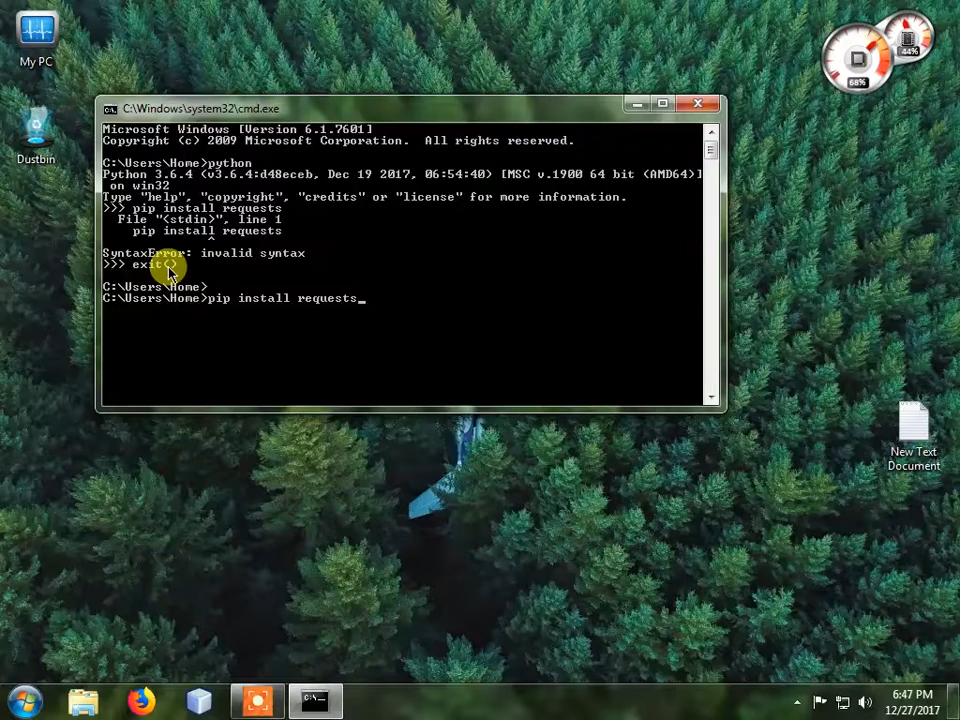 My PC
Dustbin
C:\Windows\system32\cmd.exe
Microsoft Windows [Version 6.1.7601]
Copyright (c) 2009 Microsoft Corporation.  All rights reserved.
C:\Users\Home>python
Python 3.6.4 (v3.6.4:d48eceb, Dec 19 2017, 06:54:40) [MSC v.1900 64 bit (AMD64)]
 on win32
Type "help", "copyright", "credits" or "license" for more information.
>>> pip install requests
  File "<stdin>", line 1
    pip install requests
              ^
SyntaxError: invalid syntax
>>> exit()
C:\Users\Home>
C:\Users\Home>pip install requests_
68%
44%
New Text
Document
6:47 PM
12/27/2017